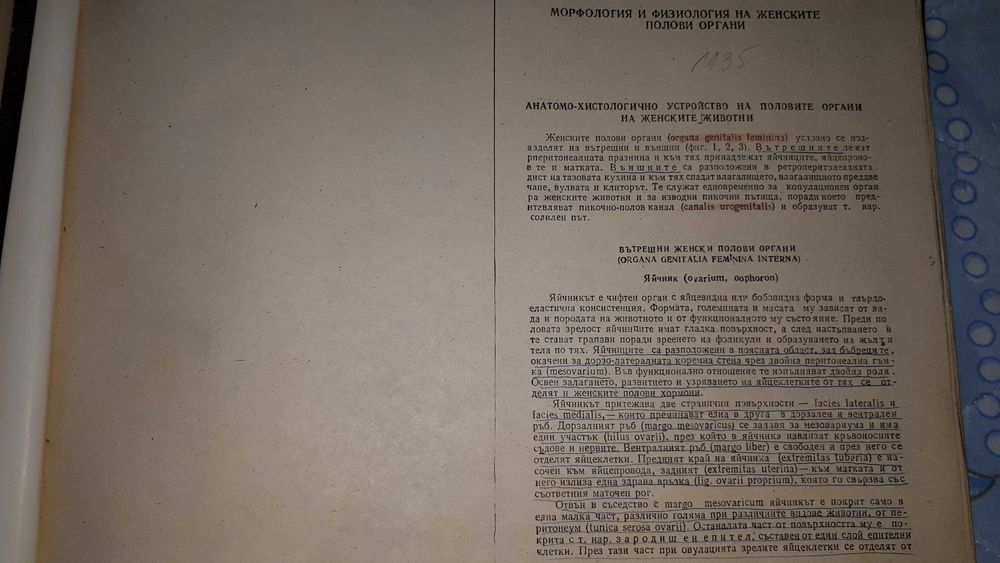 МОРФОЛОГИЯ И ФИЗИОЛОГИЯ НА ЖЕНСКИТЕ
ПОЛОВИ ОРГАНИ
1135
АНАТОМО-ХИСТОЛОГИЧНО УСТРОЙСТВО НА ПОЛОВИТЕ ОРГАНИ
НА ЖЕНСКИТЕ ЖИВОТНИ
Женските полови органи (organa genitalis feminina) условно се под-
разделят на вътрешни и външни (фиг. 1, 2, 3). Вътрешните лежат
в перитонеалната празнина и към тях принадлежат яйчниците, яйцепрово-
дите и матката. Външните са разположени в ретроперитонеалната
част на тазовата кухина и към тях спадат влагалището, влагалищното преддве-
рие, вулвата и клиторът. Те служат едновременно за копулационен орган
на женските животни и за изводни пикочни пътища, поради което пред-
ставляват пикочно-полов канал (canalis urogenitalis) и образуват т. нар.
родилен път.
ВЪТРЕШНИ ЖЕНСКИ ПОЛОВИ ОРГАНИ
(ORGANA GENITALIA FEMININA INTERNA)
Яйчник (ovarium, oophoron)
Яйчникът е чифтен орган с яйцевидна или бобовидна форма и твърдо-
еластична консистенция. Формата, големината и масата му зависят от ви-
да и породата на животното и от функционалното му състояние. Преди по
ловата зрелост яйчниците имат гладка повърхност, а след настъпването ѝ
те стават грапави поради зреенето на фоликули и образуването на жълти
тела по тях. Яйчниците са разположени в поясната област, зад бъбреците,
окачени за дорзо-латералната коремна стена чрез двойна перитонеална гън-
ка (mesovarium). Във функционално отношение те изпълняват двойна роля.
Освен залагането, развитието и узряването на яйцеклетките от тях се от-
делят и женските полови хормони.
Яйчникът притежава две странични повърхности — facies lateralis и
facies medialis, — които преминават една в друга в дорзален и вентрален
ръб. Дорзалният ръб (margo mesovaricus) се залавя за мезовариума и има
един участък (hilus ovarii), през който в яйчника навлизат кръвоносните
съдове и нервите. Вентралният ръб (margo liber) е свободен и през него се
отделят яйцеклетки. Предният край на яйчника (extremitas tubaria) е на-
сочен към яйцепровода, задният (extremitas uterina) — към матката и от
него излиза една здрава връзка (lig. ovarii proprium), която го свързва със
съответния маточен рог.
Отвън в съседство с margo mesovaricum яйчникът е покрит само в
една малка част, различно голяма при различните видове животни, от пе-
ритонеум (tunica serosa ovarii). Останалата част от повърхността му е по-
крита с т. нар. зародишен епител, съставен от един слой епителни
клетки. През тази част при овулацията зрелите яйцеклетки се отделят от